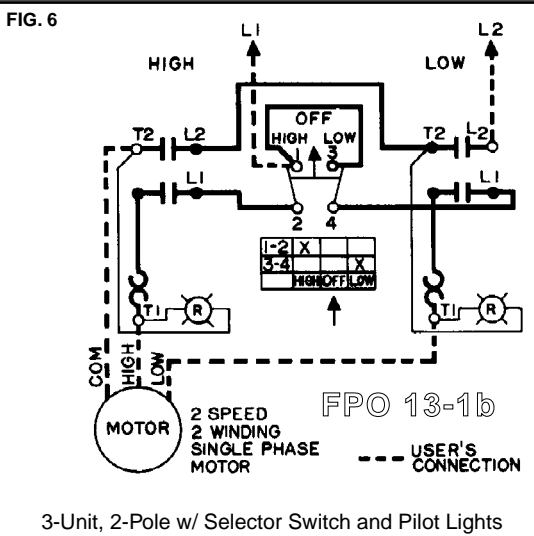 FIG. 6
L1
L2
HIGH
LOW
OFF
HIGH LOW
T2
L2
1
3
T2
L2
L1
L1
2
4
1-2 X
3-4 X
HIGH OFF LOW
T1
R
T1
R
COM
HIGH
LOW
MOTOR
2 SPEED
2 WINDING
SINGLE PHASE
MOTOR
FPO 13-1b
USER'S
CONNECTION
3-Unit, 2-Pole w/ Selector Switch and Pilot Lights